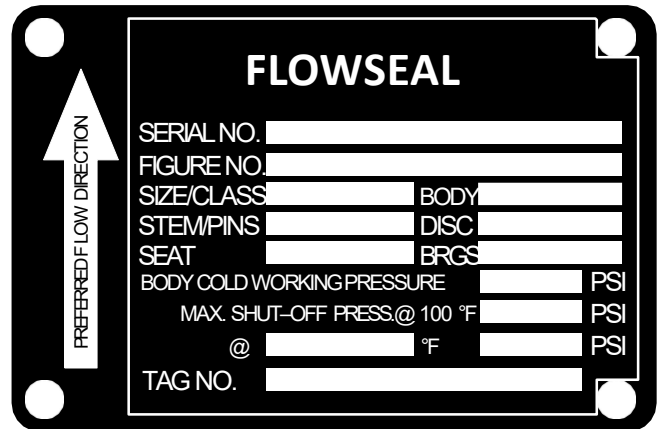 FLOWSEAL
PREFERRED FLOW DIRECTION
SERIAL NO.
FIGURE NO.
SIZE/CLASS BODY
STEM/PINS DISC
SEAT BRGS
BODY COLD WORKING PRESSURE PSI
MAX. SHUT–OFF PRESS.@ 100 °F PSI
@ °F PSI
TAG NO.